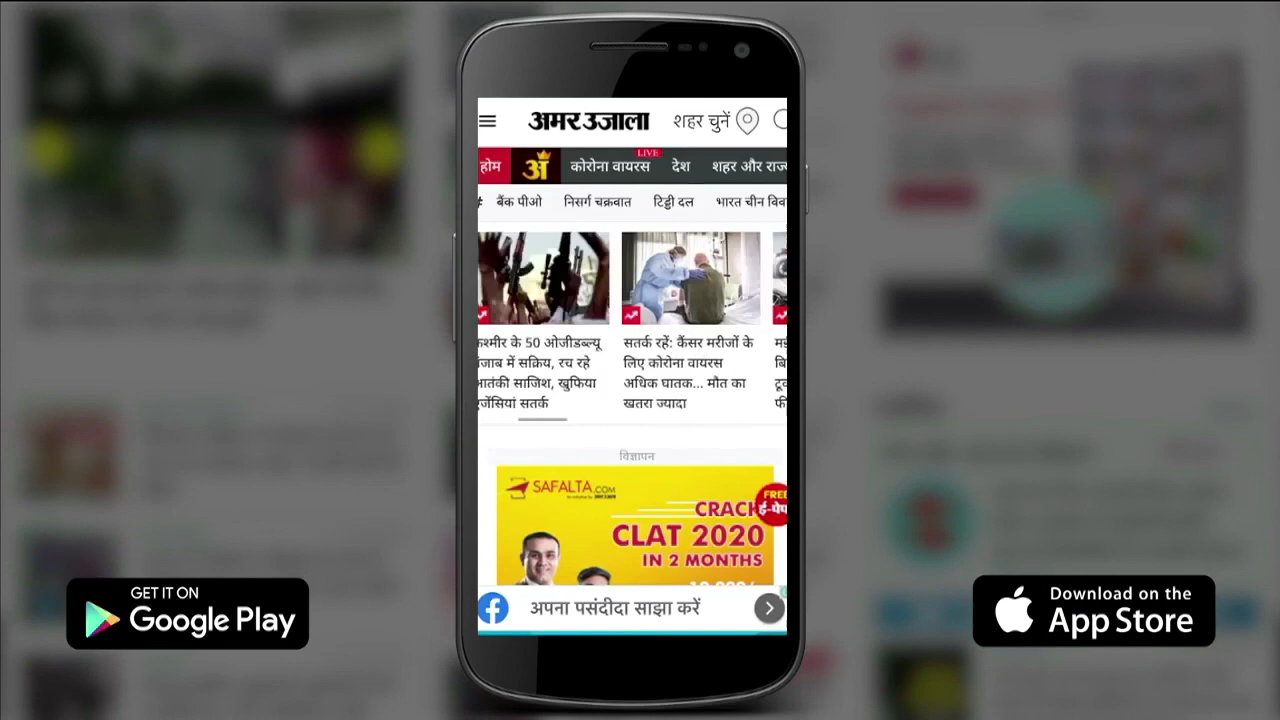 अमर उजाला
शहर चुनें
LIVE
होम
कोरोना वायरस
देश
शहर और राज्
# बैंक पीओ
निसर्ग चक्रवात
टिड्डी दल
भारत चीन विवा
कश्मीर के 50 ओजीडब्ल्यू
पंजाब में सक्रिय, रच रहे
आतंकी साजिश, खुफिया
एजेंसियां सतर्क
सतर्क रहें: कैंसर मरीजों के
लिए कोरोना वायरस
अधिक घातक... मौत का
खतरा ज्यादा
विज्ञापन
SAFALTA.COM
CRACK
CLAT 2020
IN 2 MONTHS
FREE
ई-पेप
अपना पसंदीदा साझा करें
GET IT ON
Google Play
Download on the
App Store